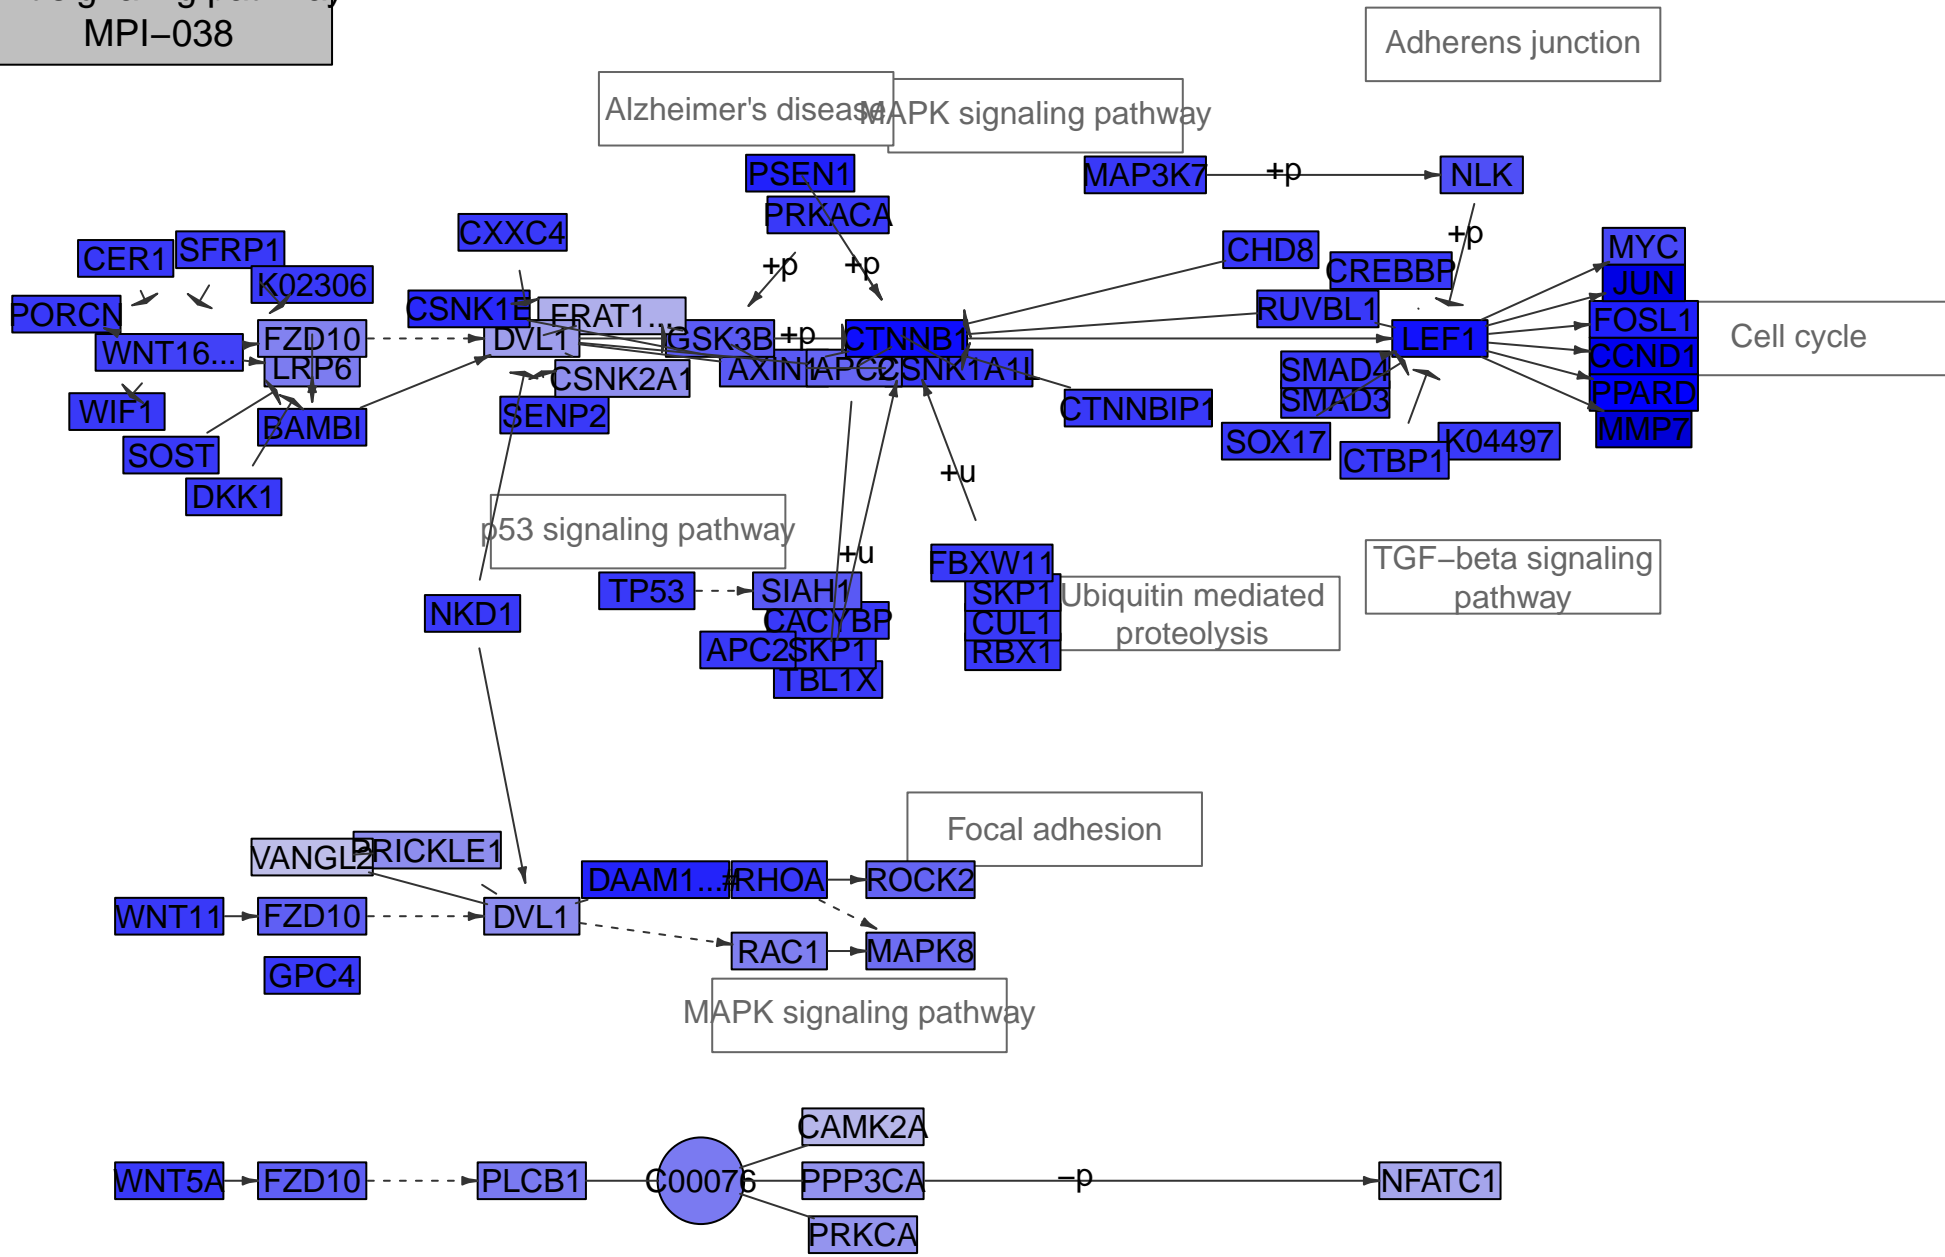 MPI−038
Adherens junction
Alzheimer's disease
MAPK signaling pathway
PSEN1
MAP3K7
+p
NLK
PRKACA
CXXC4
CER1
SFRP1
K02306
+p
+p
CHD8
CREBBP
+p
MYC
JUN
PORCN
CSNK1E
FRAT1...
RUVBL1
FOSL1
WNT16...
FZD10
DVL1
GSK3B
+p
CTNNB1
LEF1
Cell cycle
CCND1
LRP6
CSNK2A1
AXIN1
APC2
CSNK1A1L
SMAD4
PPARD
WIF1
BAMBI
SENP2
CTNNBIP1
SMAD3
MMP7
SOST
SOX17
CTBP1
K04497
DKK1
+u
p53 signaling pathway
+u
FBXW11
TGF−beta signaling
pathway
TP53
SIAH1
SKP1
Ubiquitin mediated
proteolysis
NKD1
CACYBP
CUL1
APC2
SKP1
RBX1
TBL1X
Focal adhesion
VANGL2
PRICKLE1
DAAM1...
RHOA
ROCK2
WNT11
FZD10
DVL1
RAC1
MAPK8
GPC4
MAPK signaling pathway
CAMK2A
WNT5A
FZD10
PLCB1
C00076
PPP3CA
−p
NFATC1
PRKCA